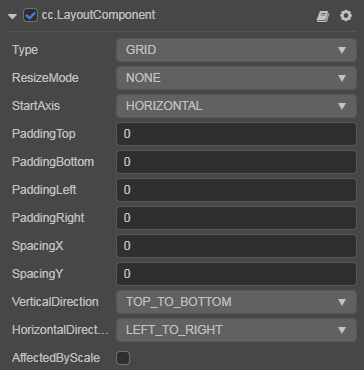 cc.LayoutComponent
Type GRID
ResizeMode NONE
StartAxis HORIZONTAL
PaddingTop 0
PaddingBottom 0
PaddingLeft 0
PaddingRight 0
SpacingX 0
SpacingY 0
VerticalDirection TOP_TO_BOTTOM
HorizontalDirect... LEFT_TO_RIGHT
AffectedByScale